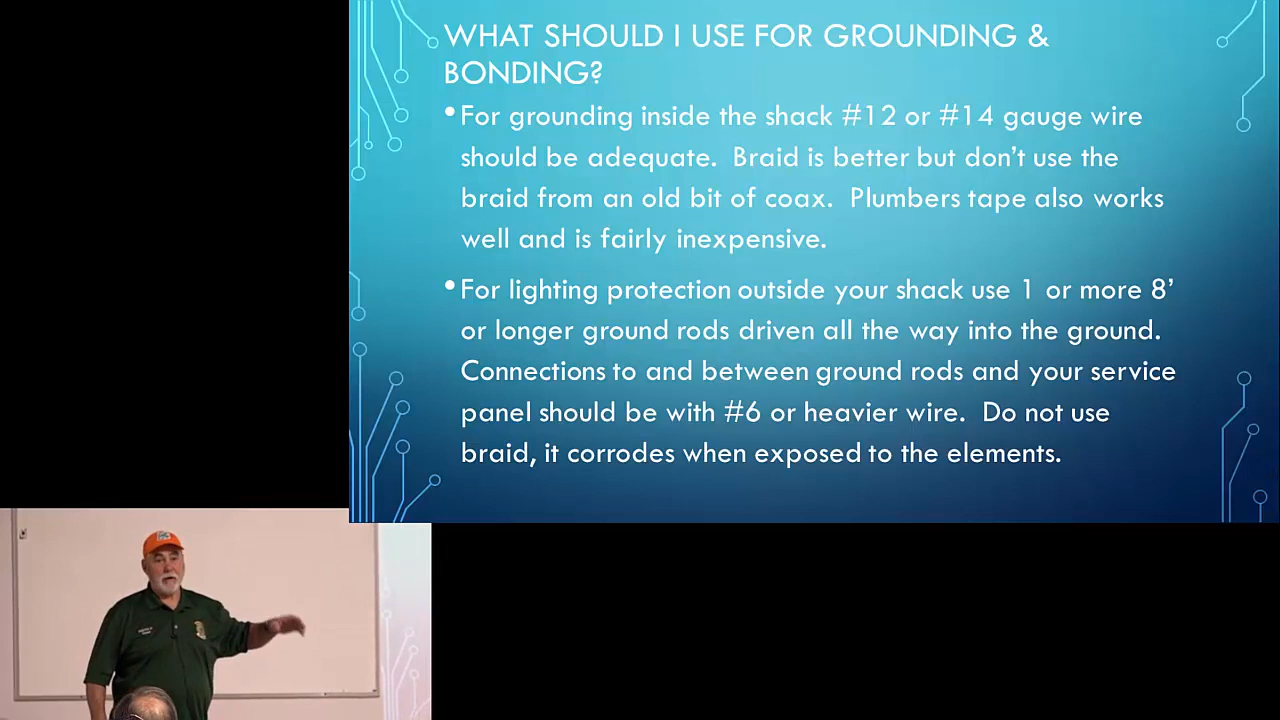 WHAT SHOULD I USE FOR GROUNDING &
BONDING?
• For grounding inside the shack #12 or #14 gauge wire
should be adequate.  Braid is better but don’t use the
braid from an old bit of coax.  Plumbers tape also works
well and is fairly inexpensive.
• For lighting protection outside your shack use 1 or more 8’
or longer ground rods driven all the way into the ground.
Connections to and between ground rods and your service
panel should be with #6 or heavier wire.  Do not use
braid, it corrodes when exposed to the elements.